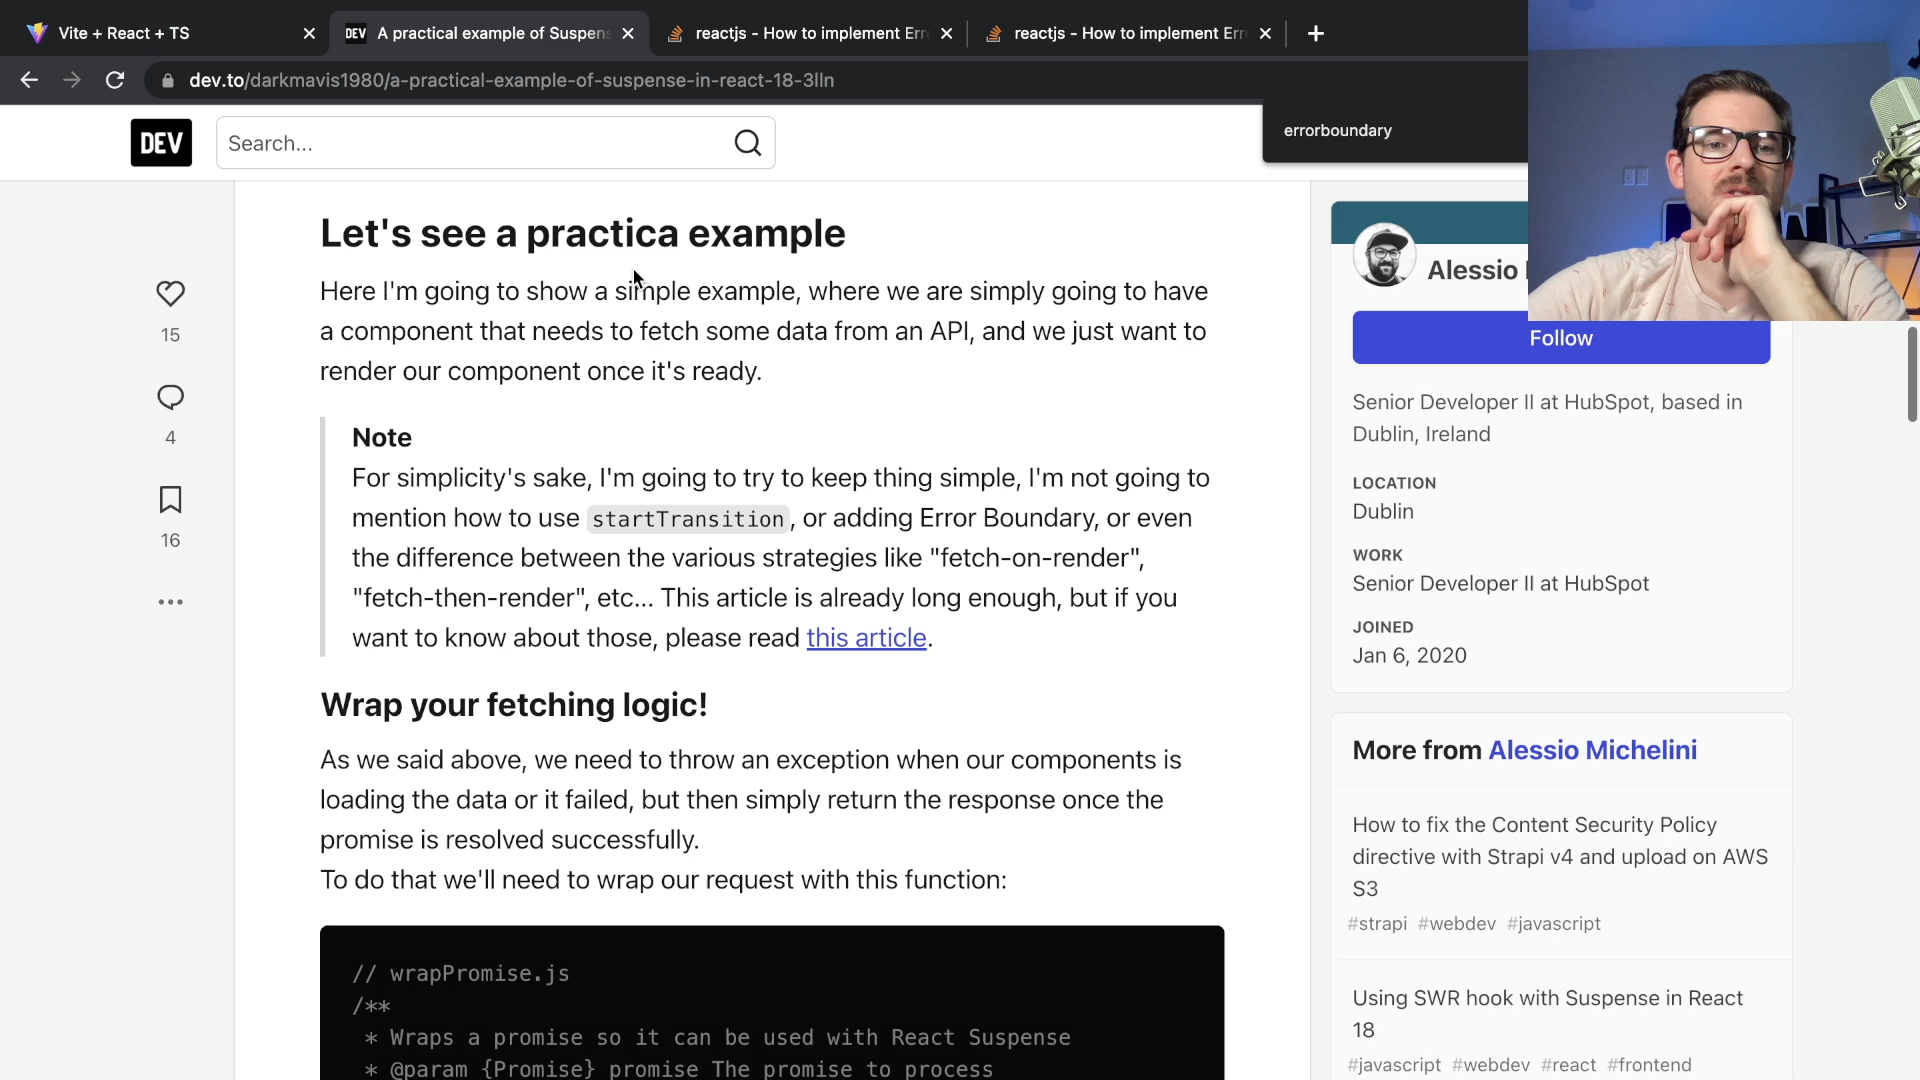 Vite + React + TS
DEV A practical example of Suspens
reactjs - How to implement Err
reactjs - How to implement Err
dev.to/darkmavis1980/a-practical-example-of-suspense-in-react-18-3lln
DEV
Search...
errorboundary
Let's see a practica example
Here I'm going to show a simple example, where we are simply going to have
a component that needs to fetch some data from an API, and we just want to
render our component once it's ready.
Note
For simplicity's sake, I'm going to try to keep thing simple, I'm not going to
mention how to use startTransition, or adding Error Boundary, or even
the difference between the various strategies like "fetch-on-render",
"fetch-then-render", etc... This article is already long enough, but if you
want to know about those, please read this article.
Wrap your fetching logic!
As we said above, we need to throw an exception when our components is
loading the data or it failed, but then simply return the response once the
promise is resolved successfully.
To do that we'll need to wrap our request with this function:
// wrapPromise.js
/**
* Wraps a promise so it can be used with React Suspense
* @param {Promise} promise The promise to process
15
4
16
Alessio
Follow
Senior Developer II at HubSpot, based in
Dublin, Ireland
LOCATION
Dublin
WORK
Senior Developer II at HubSpot
JOINED
Jan 6, 2020
More from Alessio Michelini
How to fix the Content Security Policy
directive with Strapi v4 and upload on AWS
S3
#strapi #webdev #javascript
Using SWR hook with Suspense in React
18
#javascript #webdev #react #frontend